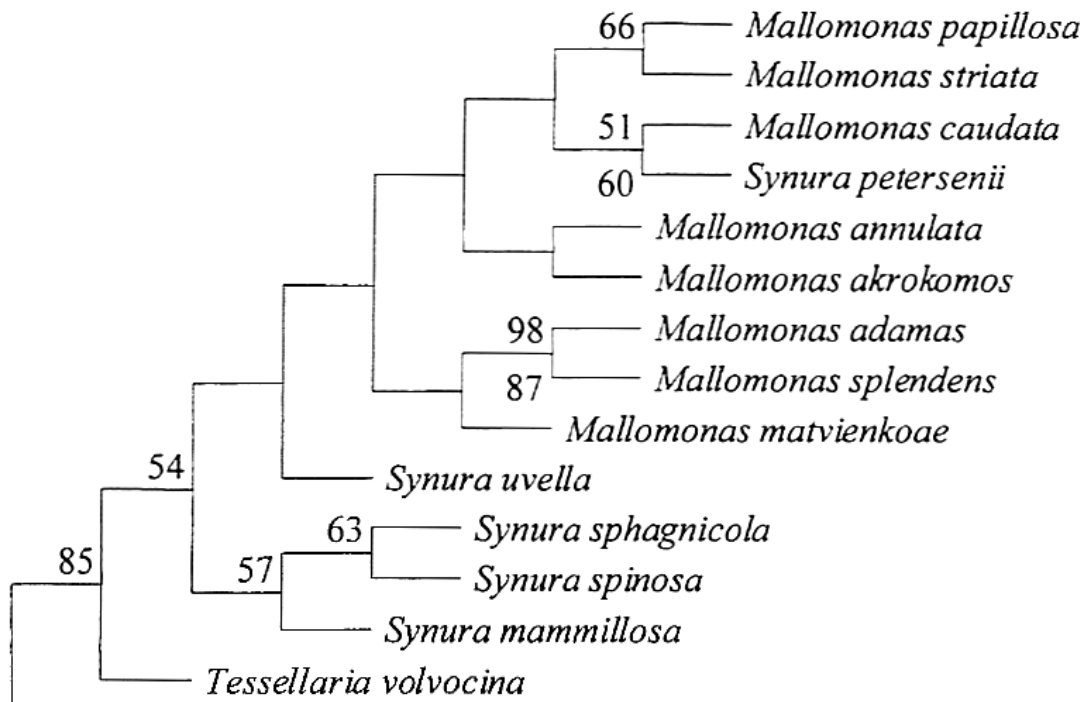 66 Mallomonas papillosa
Mallomonas striata
51 Mallomonas caudata
60 Synura petersenii
Mallomonas annulata
Mallomonas akrokomos
98 Mallomonas adamas
87 Mallomonas splendens
Mallomonas matvienkoae
54 Synura uvella
63 Synura sphagnicola
85 57 Synura spinosa
Synura mammillosa
Tessellaria volvocina